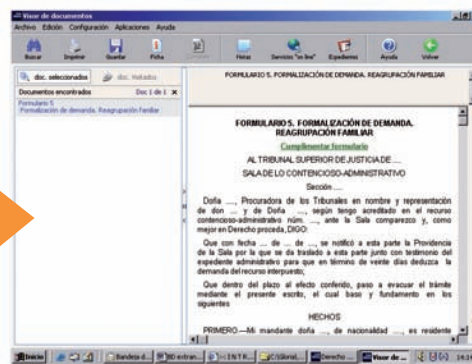 Visor de documentos
Archivo Edición Configuración Aplicaciones Ayuda
Buscar Imprimir Guardar Ficha Notas Servicios "on line" Expedientes Ayuda Volver
doc. seleccionados doc. Visitados
Documentos encontrados Doc 1 de 1 x
Formulario 5
Formalización de demanda. Reagrupación Familiar
FORMULARIO 5. FORMALIZACIÓN DE DEMANDA. REAGRUPACIÓN FAMILIAR
FORMULARIO 5. FORMALIZACIÓN DE DEMANDA.
REAGRUPACIÓN FAMILIAR
Cumplimentar formulario
AL TRIBUNAL SUPERIOR DE JUSTICIA DE ....
SALA DE LO CONTENCIOSO-ADMINISTRATIVO
Sección ....
Doña ...., Procuradora de los Tribunales en nombre y representación
de don ... y de Doña ...., según tengo acreditado en el recurso
contencioso-administrativo núm. ...., ante la Sala comparezco y, como
mejor en Derecho proceda, DIGO:
Que con fecha ... de ... de ...., se notificó a esta parte la Providencia
de la Sala por la que se da traslado a esta parte junto con testimonio del
expediente administrativo para que en término de veinte días deduzca la
demanda del recurso interpuesto;
Que dentro del plazo al efecto conferido, paso a evacuar el trámite
mediante el presente escrito, el cual baso y fundamento en los
siguientes
HECHOS
PRIMERO.—Mi mandante doña ...., de nacionalidad ...., es residente
Inicio Bandeja d... BD extran... I N T R... C:\Gloria\... Derecho ... Visor de ...